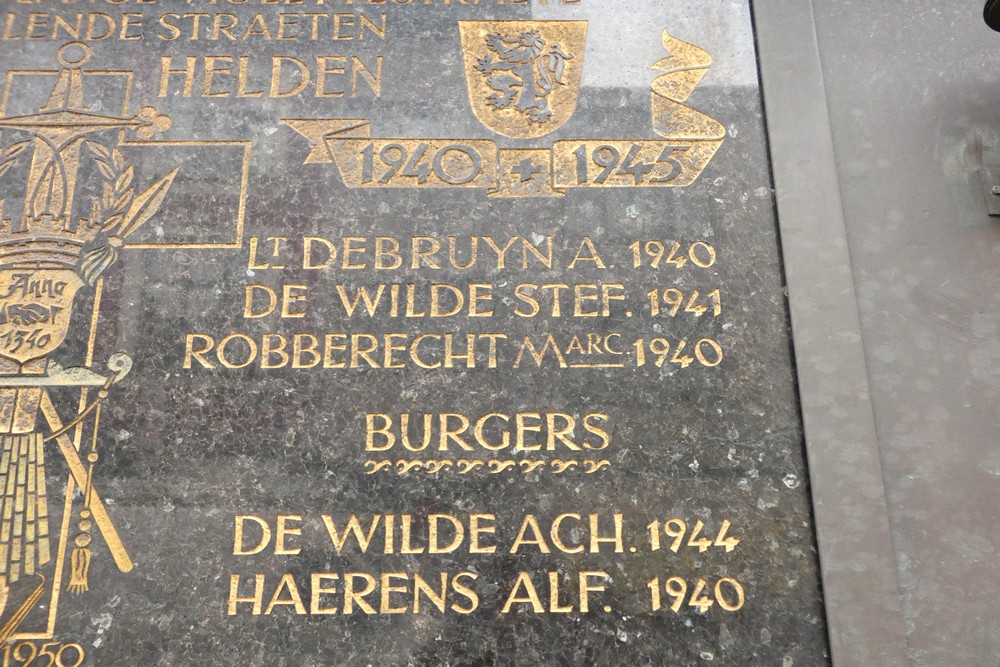 LENDE STRAETEN
HELDEN
1940 1945
LT. DEBRUYN A. 1940
DE WILDE STEF. 1941
ROBBERECHT MARC. 1940
Anna
1340
BURGERS
DE WILDE ACH. 1944
HAERENS ALF. 1940
1950